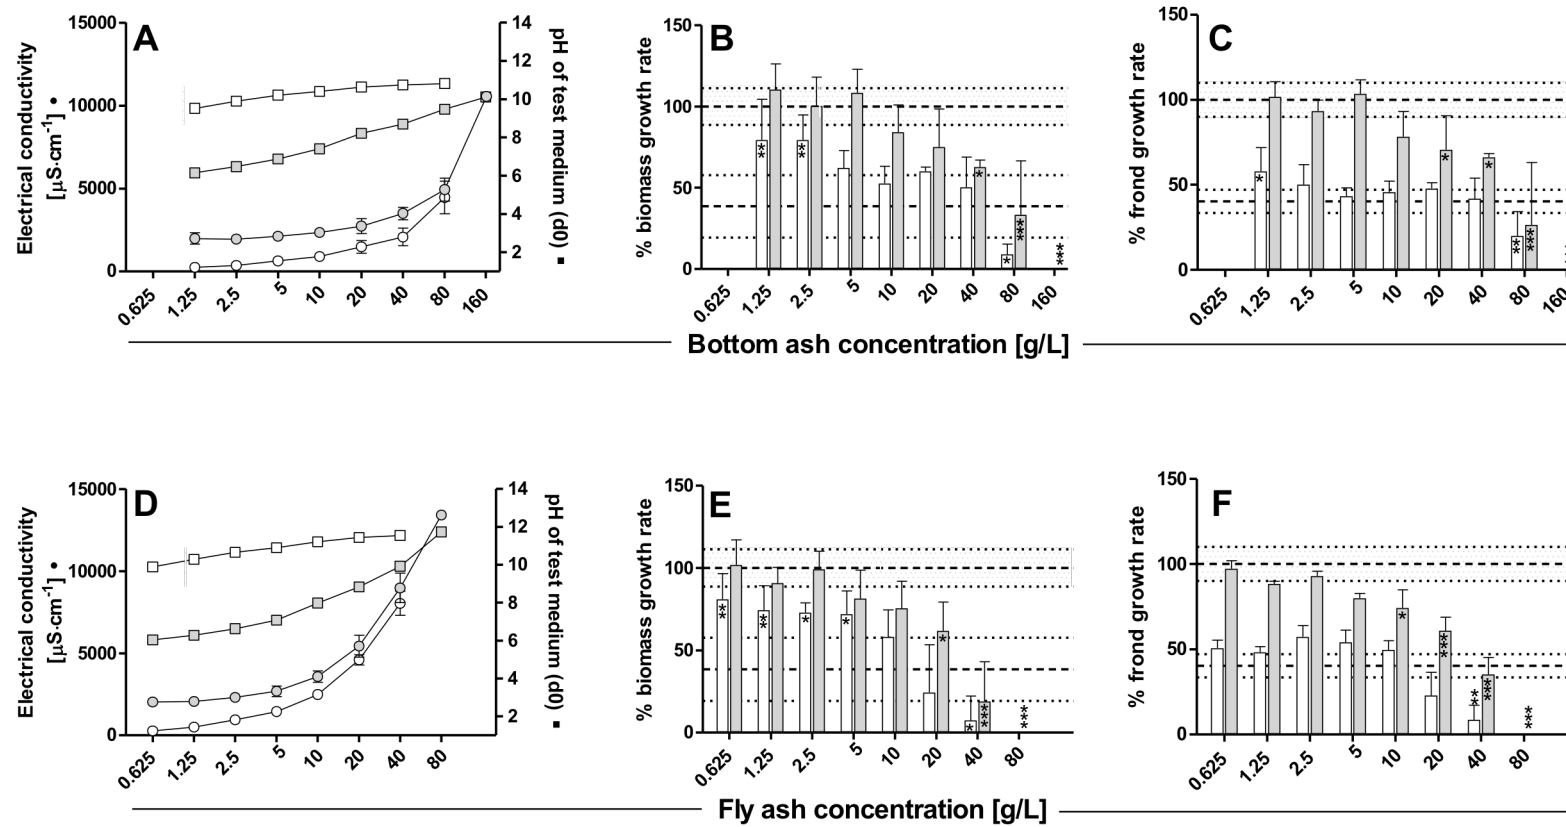 A
15000
10000
5000
0
Electrical conductivity
[µS·cm⁻¹] •
14
12
10
8
6
4
2
pH of test medium (d0) ■
0.625 1.25 2.5 5 10 20 40 80 160
B
150
100
50
0
% biomass growth rate
** ** * * *** ***
0.625 1.25 2.5 5 10 20 40 80 160
C
150
100
50
0
% frond growth rate
* * * ** ***
0.625 1.25 2.5 5 10 20 40 80 160
Bottom ash concentration [g/L]
D
15000
10000
5000
0
Electrical conductivity
[µS·cm⁻¹] •
14
12
10
8
6
4
2
pH of test medium (d0) ■
0.625 1.25 2.5 5 10 20 40 80
E
150
100
50
0
% biomass growth rate
** ** * * * * *** ***
0.625 1.25 2.5 5 10 20 40 80
F
150
100
50
0
% frond growth rate
* *** ** *** ***
0.625 1.25 2.5 5 10 20 40 80
Fly ash concentration [g/L]